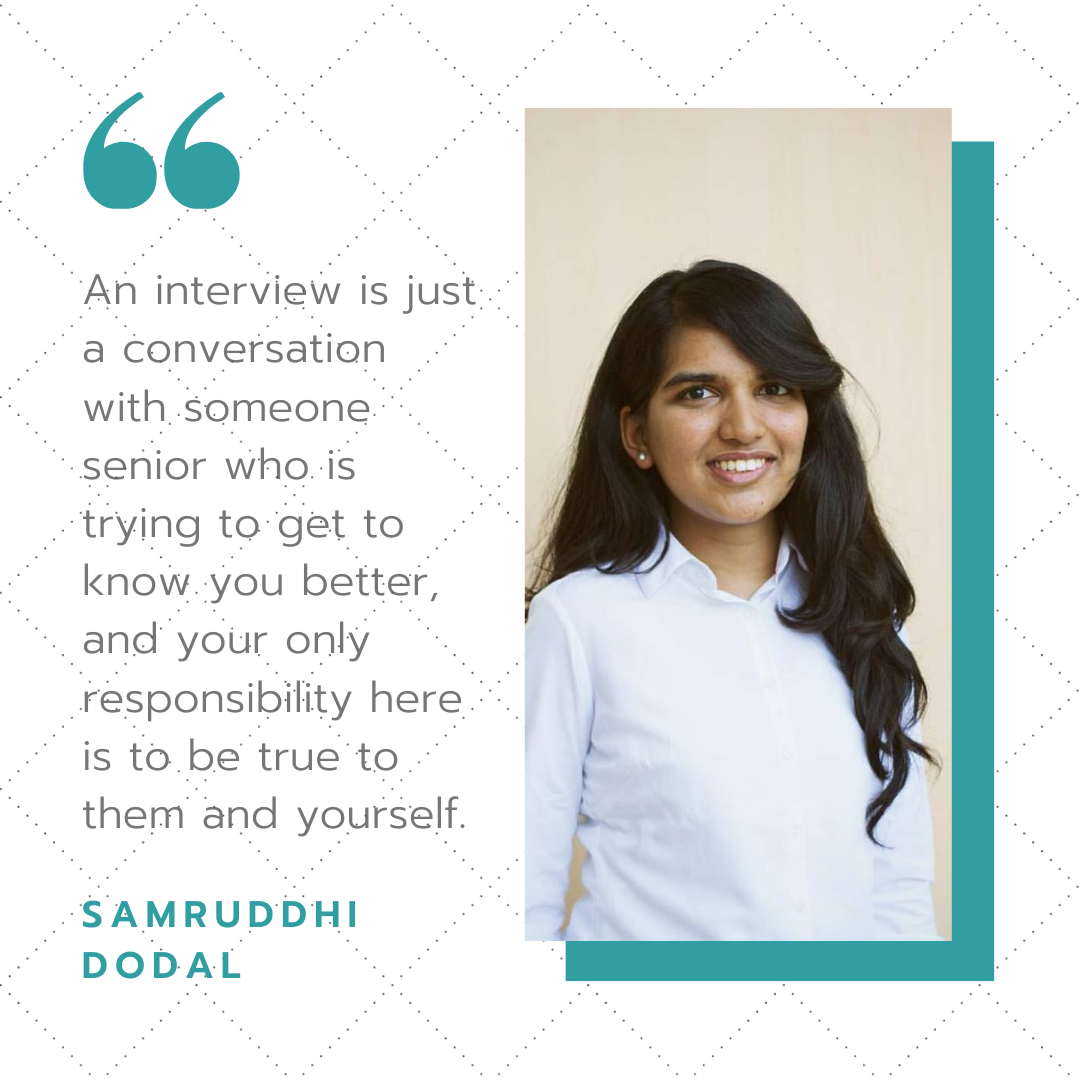 “
An interview is just
a conversation
with someone
senior who is
trying to get to
know you better,
and your only
responsibility here
is to be true to
them and yourself.
SAMRUDDHI
DODAL